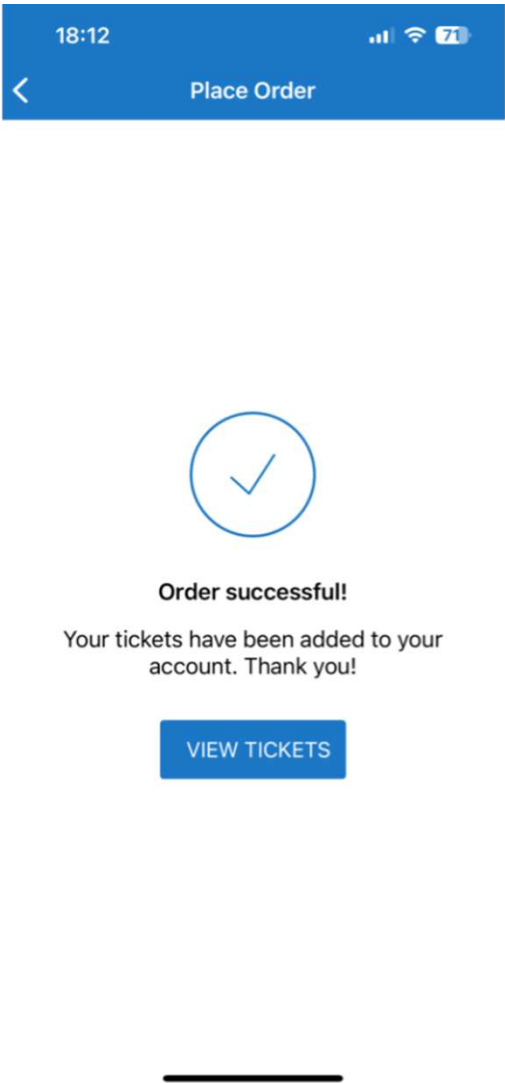 18:12
71
Place Order
Order successful!
Your tickets have been added to your
account. Thank you!
VIEW TICKETS